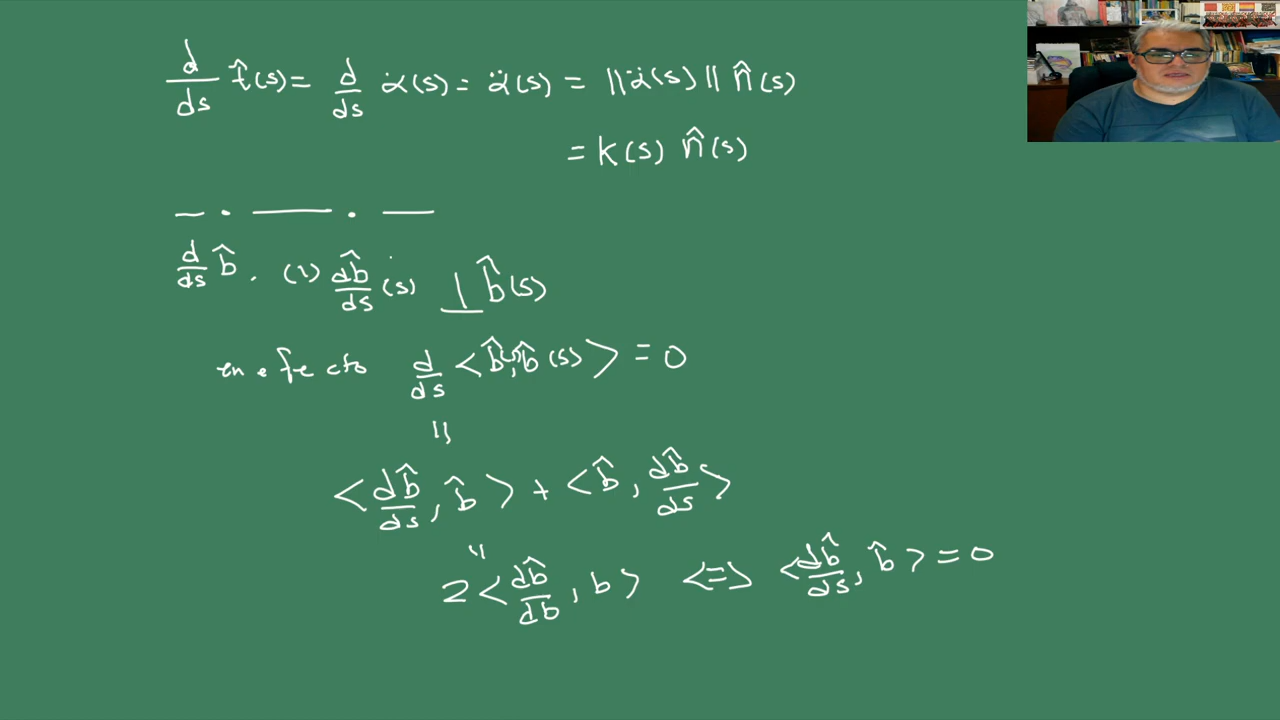 d/ds t̂(s) = d/ds α̇(s) = α̈(s) = ||α̈(s)|| n̂(s)
= k(s) n̂(s)
d/ds b̂. (1) db̂/ds (s) ⊥ b̂(s)
en efecto d/ds <b̂(s), b̂(s)> = 0
"
<db̂/ds, b̂> + <b̂, db̂/ds>
"
2<db̂/db, b> <=> <db̂/ds, b̂> = 0